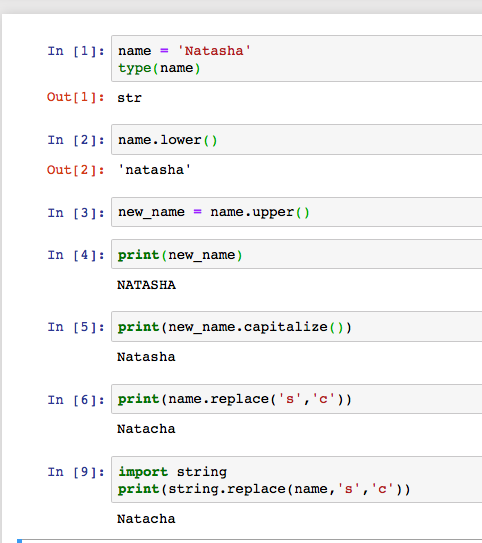 In [1]: name = 'Natasha'
type(name)
Out[1]: str
In [2]: name.lower()
Out[2]: 'natasha'
In [3]: new_name = name.upper()
In [4]: print(new_name)
NATASHA
In [5]: print(new_name.capitalize())
Natasha
In [6]: print(name.replace('s','c'))
Natacha
In [9]: import string
print(string.replace(name,'s','c'))
Natacha